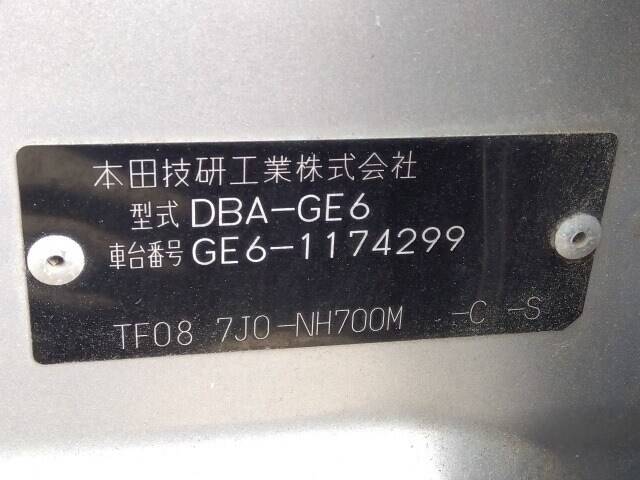 本田技研工業株式会社
型式 DBA-GE6
車台番号 GE6-1174299
TF08 7J0-NH700M -C -S